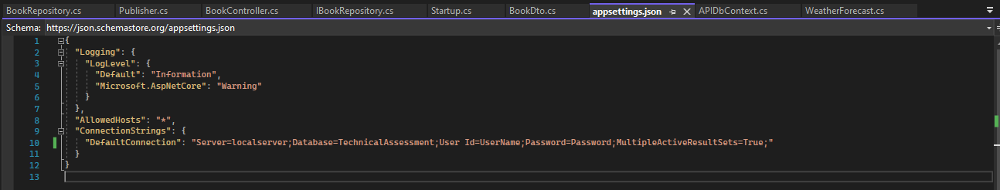 BookRepository.cs Publisher.cs BookController.cs IBookRepository.cs Startup.cs BookDto.cs appsettings.json APIDbContext.cs WeatherForecast.cs
Schema: https://json.schemastore.org/appsettings.json
1 {
2 "Logging": {
3 "LogLevel": {
4 "Default": "Information",
5 "Microsoft.AspNetCore": "Warning"
6 }
7 },
8 "AllowedHosts": "*",
9 "ConnectionStrings": {
10 "DefaultConnection": "Server=localserver;Database=TechnicalAssessment;User Id=UserName;Password=Password;MultipleActiveResultSets=True;"
11 }
12 }
13